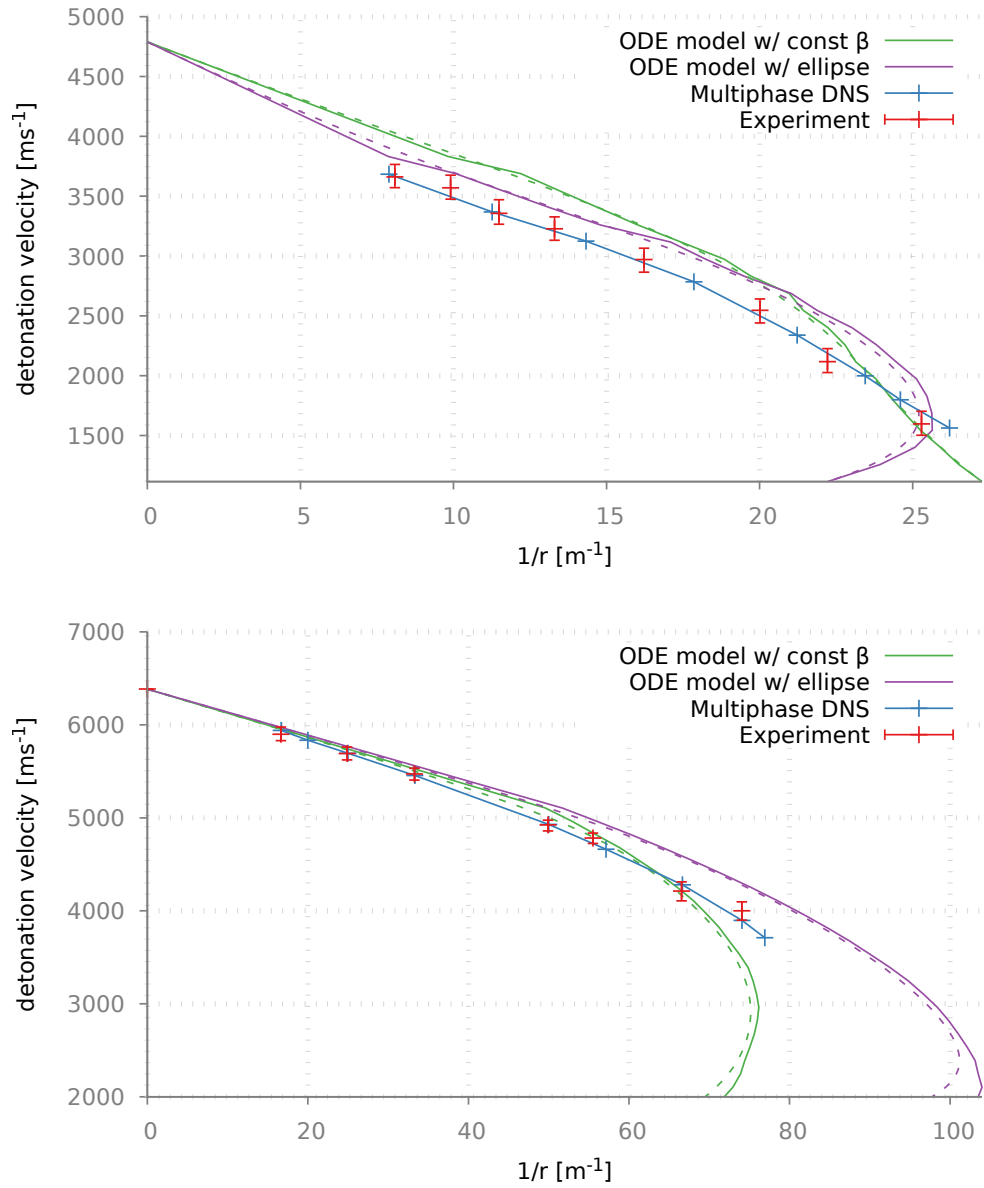 5000
4500
4000
3500
3000
2500
2000
1500
detonation velocity [ms-1]
ODE model w/ const β
ODE model w/ ellipse
Multiphase DNS
Experiment
0 5 10 15 20 25
1/r [m-1]
7000
6000
5000
4000
3000
2000
detonation velocity [ms-1]
ODE model w/ const β
ODE model w/ ellipse
Multiphase DNS
Experiment
0 20 40 60 80 100
1/r [m-1]